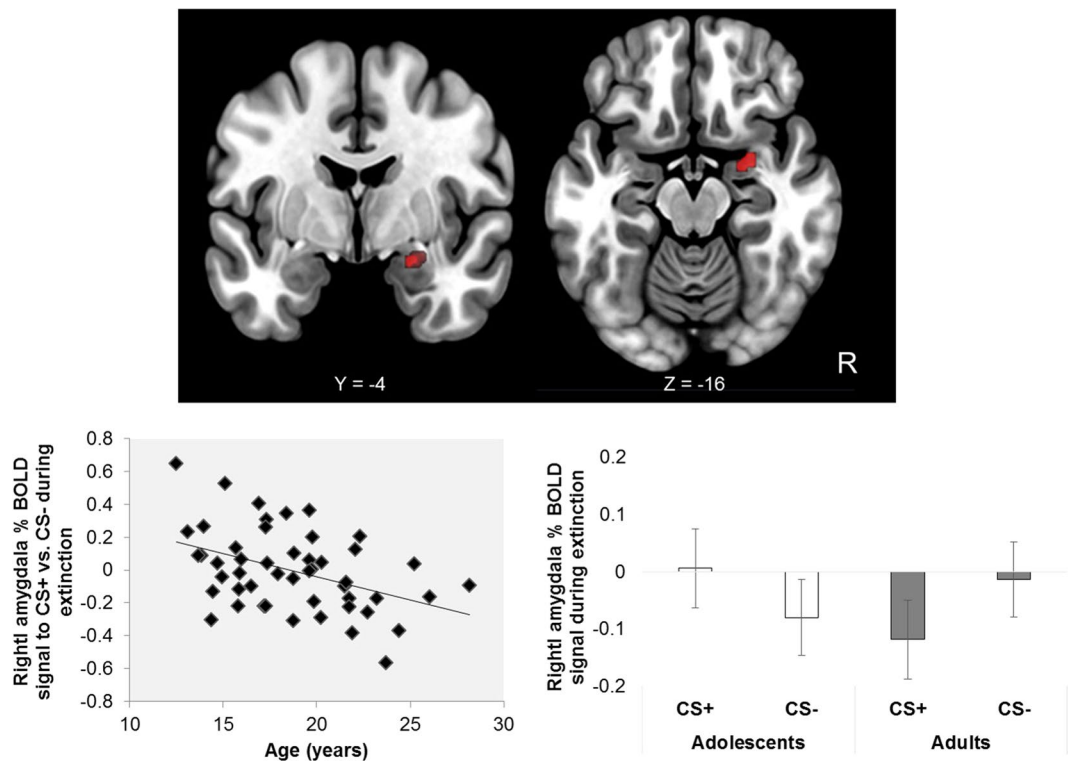 Y = -4
Z = -16
R
Rightl amygdala % BOLD
signal to CS+ vs. CS- during
extinction
0.8
0.6
0.4
0.2
0
-0.2
-0.4
-0.6
-0.8
10
15
20
25
30
Age (years)
Rightl amygdala % BOLD
signal during extinction
0.2
0.1
0
-0.1
-0.2
CS+
CS-
CS+
CS-
Adolescents
Adults